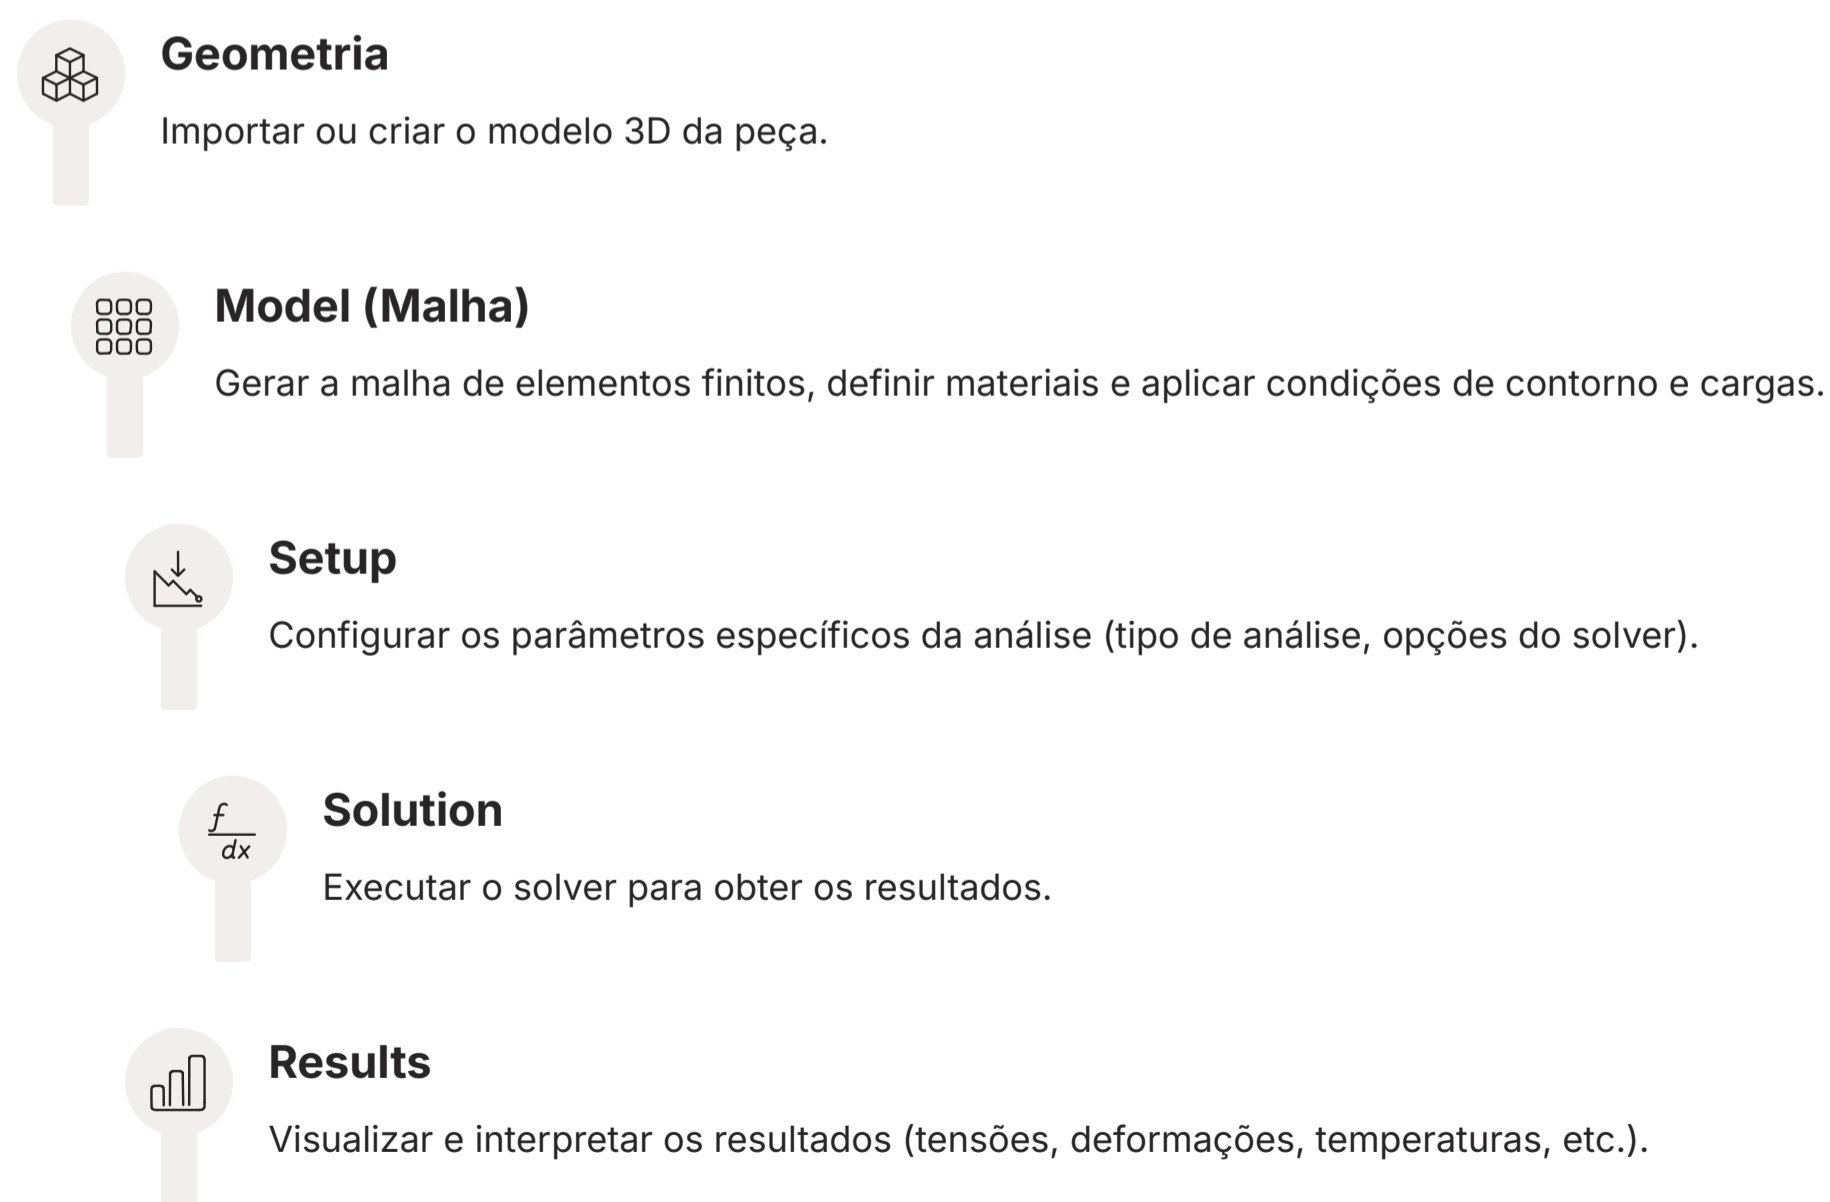 Geometria
Importar ou criar o modelo 3D da peça.
Model (Malha)
Gerar a malha de elementos finitos, definir materiais e aplicar condições de contorno e cargas.
Setup
Configurar os parâmetros específicos da análise (tipo de análise, opções do solver).
f
dx
Solution
Executar o solver para obter os resultados.
Results
Visualizar e interpretar os resultados (tensões, deformações, temperaturas, etc.).